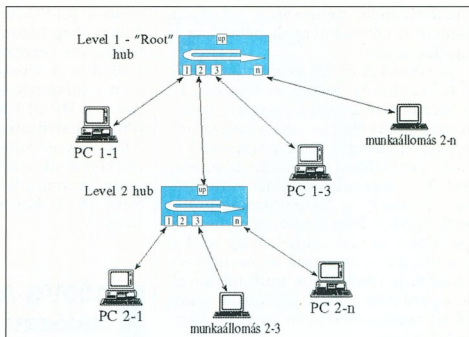 Level 1 - "Root" hub
up
1 2 3 n
PC 1-1
munkaállomás 2-n
PC 1-3
Level 2 hub
up
1 2 3 n
PC 2-1
munkaállomás 2-3
PC 2-n